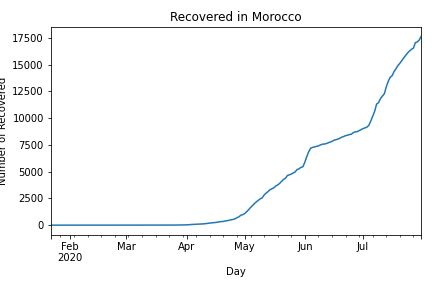 Recovered in Morocco
Number of Recovered
17500
15000
12500
10000
7500
5000
2500
0
Feb
2020
Mar
Apr
May
Jun
Jul
Day